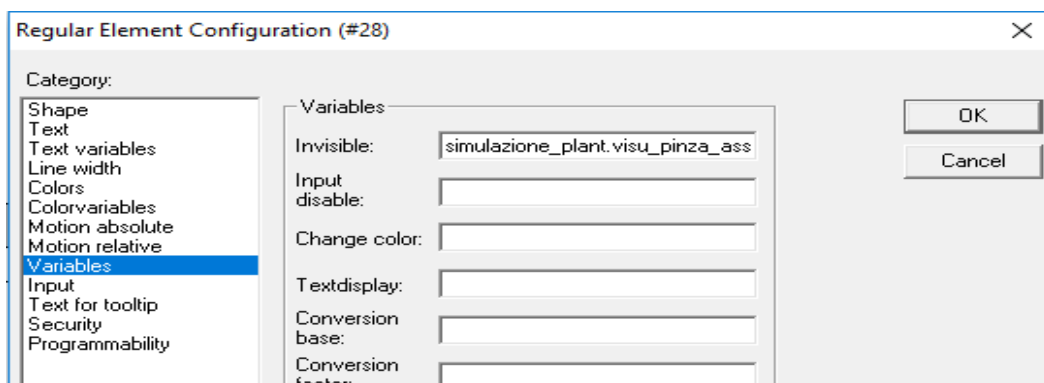 Regular Element Configuration (#28)
Category:
Shape
Text
Text variables
Line width
Colors
Colorvariables
Motion absolute
Motion relative
Variables
Input
Text for tooltip
Security
Programmability
Variables
Invisible: simulazione_plant.visu_pinza_ass
Input
disable:
Change color:
Textdisplay:
Conversion
base:
Conversion
factor:
OK
Cancel